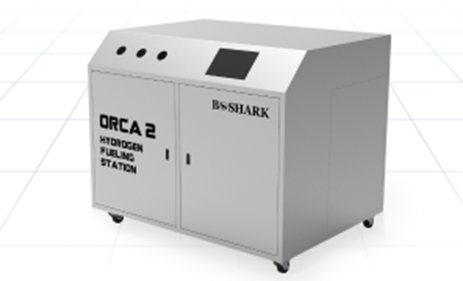 ORCA 2
HYDROGEN
FUELING
STATION
BOSHARK